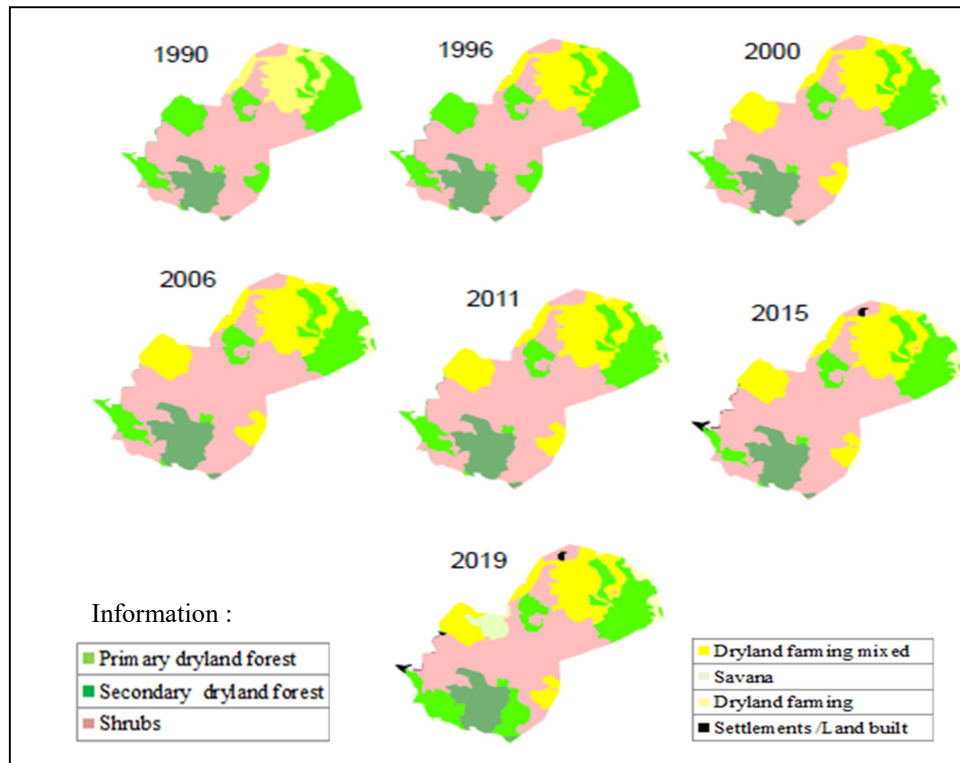 1990
1996
2000
2006
2011
2015
2019
Information :
Primary dryland forest
Secondary dryland forest
Shrubs
Dryland farming mixed
Savana
Dryland farming
Settlements /Land built